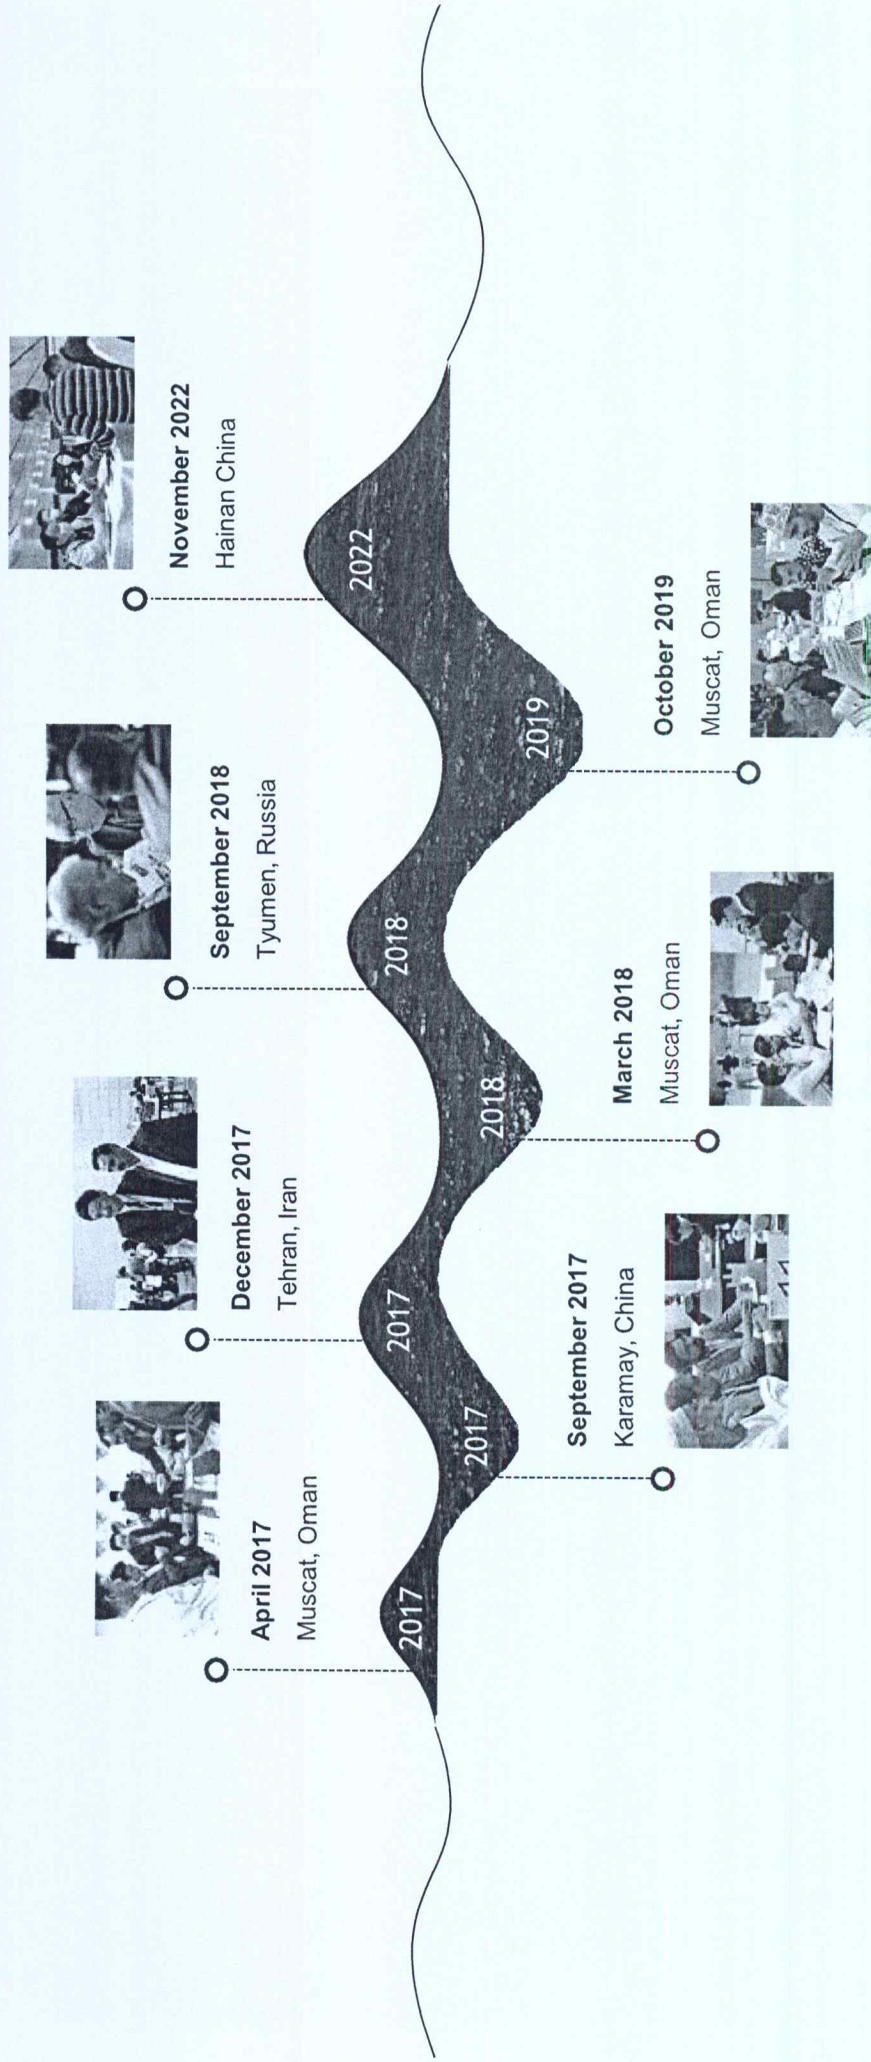 April 2017
Muscat, Oman
2017
September 2017
Karamay, China
2017
December 2017
Tehran, Iran
2017
March 2018
Muscat, Oman
2018
September 2018
Tyumen, Russia
2018
October 2019
Muscat, Oman
2019
November 2022
Hainan China
2022
11